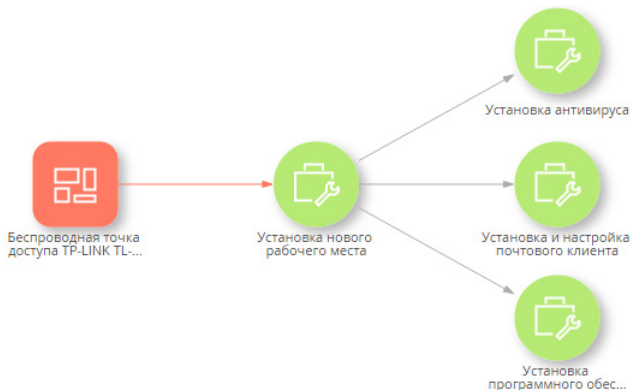 Установка антивируса
Беспроводная точка
доступа TP-LINK TL-...
Установка нового
рабочего места
Установка и настройка
почтового клиента
Установка
программного обес...